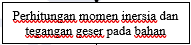 Perhitungan momen inersia dan
tegangan geser pada bahan